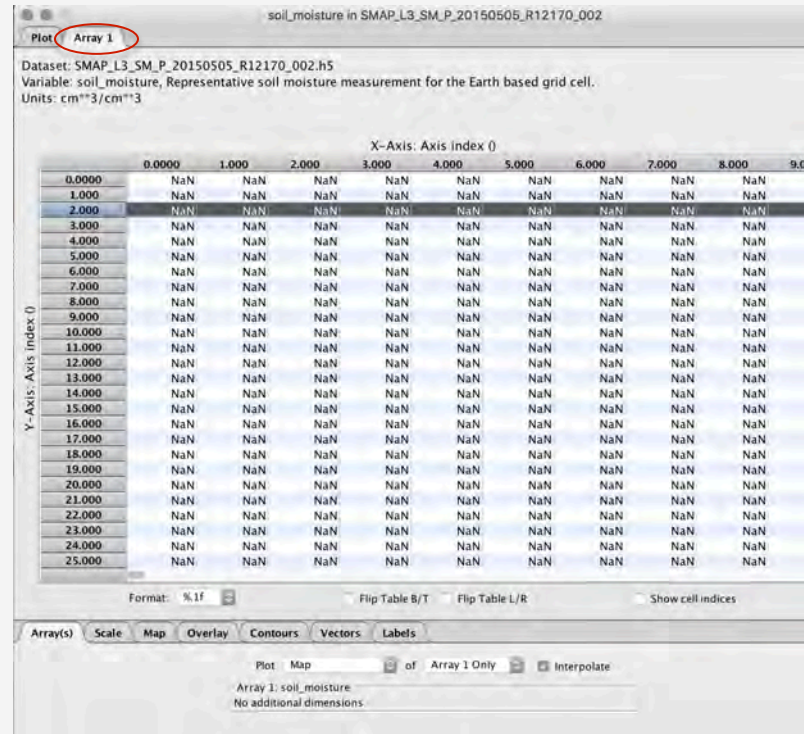 soil_moisture in SMAP_L3_SM_P_20150505_R12170_002
Plot Array 1
Dataset: SMAP_L3_SM_P_20150505_R12170_002.h5
Variable: soil_moisture, Representative soil moisture measurement for the Earth based grid cell.
Units: cm**3/cm**3
X-Axis: Axis index ()
0.0000 1.000 2.000 3.000 4.000 5.000 6.000 7.000 8.000 9.0
0.0000 NaN NaN NaN NaN NaN NaN NaN NaN NaN
1.000 NaN NaN NaN NaN NaN NaN NaN NaN NaN
2.000 NaN NaN NaN NaN NaN NaN NaN NaN NaN
3.000 NaN NaN NaN NaN NaN NaN NaN NaN NaN
4.000 NaN NaN NaN NaN NaN NaN NaN NaN NaN
5.000 NaN NaN NaN NaN NaN NaN NaN NaN NaN
6.000 NaN NaN NaN NaN NaN NaN NaN NaN NaN
7.000 NaN NaN NaN NaN NaN NaN NaN NaN NaN
8.000 NaN NaN NaN NaN NaN NaN NaN NaN NaN
9.000 NaN NaN NaN NaN NaN NaN NaN NaN NaN
10.000 NaN NaN NaN NaN NaN NaN NaN NaN NaN
11.000 NaN NaN NaN NaN NaN NaN NaN NaN NaN
12.000 NaN NaN NaN NaN NaN NaN NaN NaN NaN
13.000 NaN NaN NaN NaN NaN NaN NaN NaN NaN
14.000 NaN NaN NaN NaN NaN NaN NaN NaN NaN
15.000 NaN NaN NaN NaN NaN NaN NaN NaN NaN
16.000 NaN NaN NaN NaN NaN NaN NaN NaN NaN
17.000 NaN NaN NaN NaN NaN NaN NaN NaN NaN
18.000 NaN NaN NaN NaN NaN NaN NaN NaN NaN
19.000 NaN NaN NaN NaN NaN NaN NaN NaN NaN
20.000 NaN NaN NaN NaN NaN NaN NaN NaN NaN
21.000 NaN NaN NaN NaN NaN NaN NaN NaN NaN
22.000 NaN NaN NaN NaN NaN NaN NaN NaN NaN
23.000 NaN NaN NaN NaN NaN NaN NaN NaN NaN
24.000 NaN NaN NaN NaN NaN NaN NaN NaN NaN
25.000 NaN NaN NaN NaN NaN NaN NaN NaN NaN
Y-Axis: Axis index ()
Format: %.1f Flip Table B/T Flip Table L/R Show cell indices
Array(s) Scale Map Overlay Contours Vectors Labels
Plot Map of Array 1 Only Interpolate
Array 1: soil_moisture
No additional dimensions